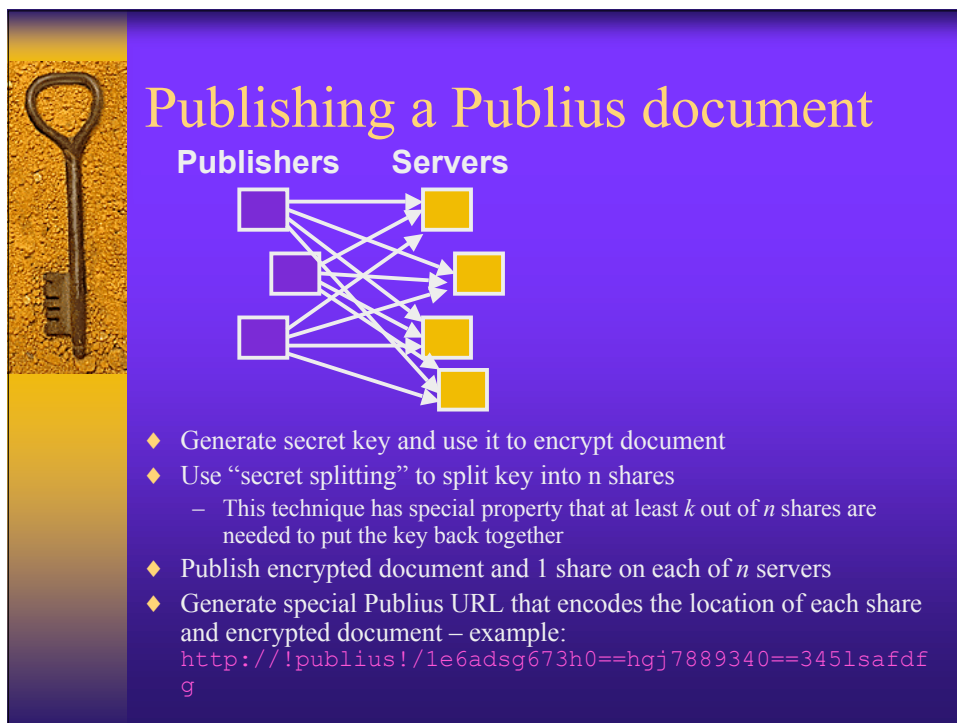 Publishing a Publius document
Publishers Servers
♦ Generate secret key and use it to encrypt document
♦ Use “secret splitting” to split key into n shares
– This technique has special property that at least k out of n shares are
needed to put the key back together
♦ Publish encrypted document and 1 share on each of n servers
♦ Generate special Publius URL that encodes the location of each share
and encrypted document – example:
http://!publius!/1e6adsg673h0==hgj7889340==345lsafdf
g